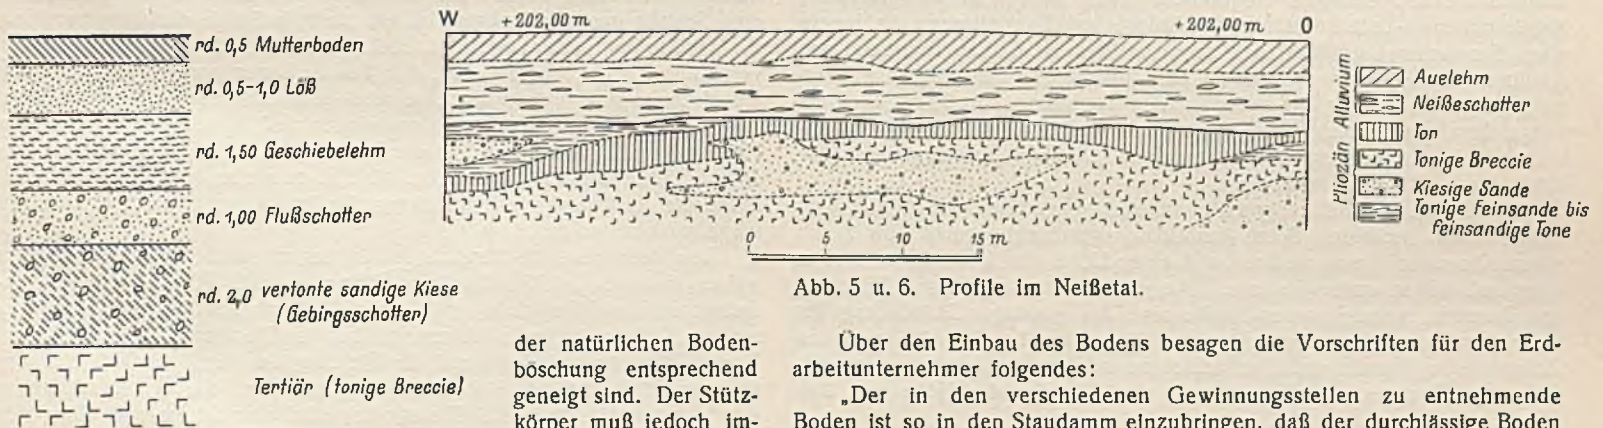 rd. 0,5 Mutterboden
rd. 0,5-1,0 Löß
rd. 1,50 Geschiebelehm
rd. 1,00 Flußschotter
rd. 2,0 vertonte sandige Kiese
(Gebirgsschotter)
Tertiär (tonige Breccie)
W +202,00 m +202,00 m O
Alluvium
Pliozän
Auelehm
Neißeschotter
Ton
Tonige Breccie
Kiesige Sande
Tonige Feinsande bis
feinsandige Tone
0 5 10 15 m
Abb. 5 u. 6. Profile im Neißetal.
der natürlichen Boden-
böschung entsprechend
geneigt sind. Der Stütz-
körper muß jedoch im-
Über den Einbau des Bodens besagen die Vorschriften für den Erd-
arbeitunternehmer folgendes:
„Der in den verschiedenen Gewinnungsstellen zu entnehmende
Boden ist so in den Staudamm einzubringen, daß der durchlässige Boden